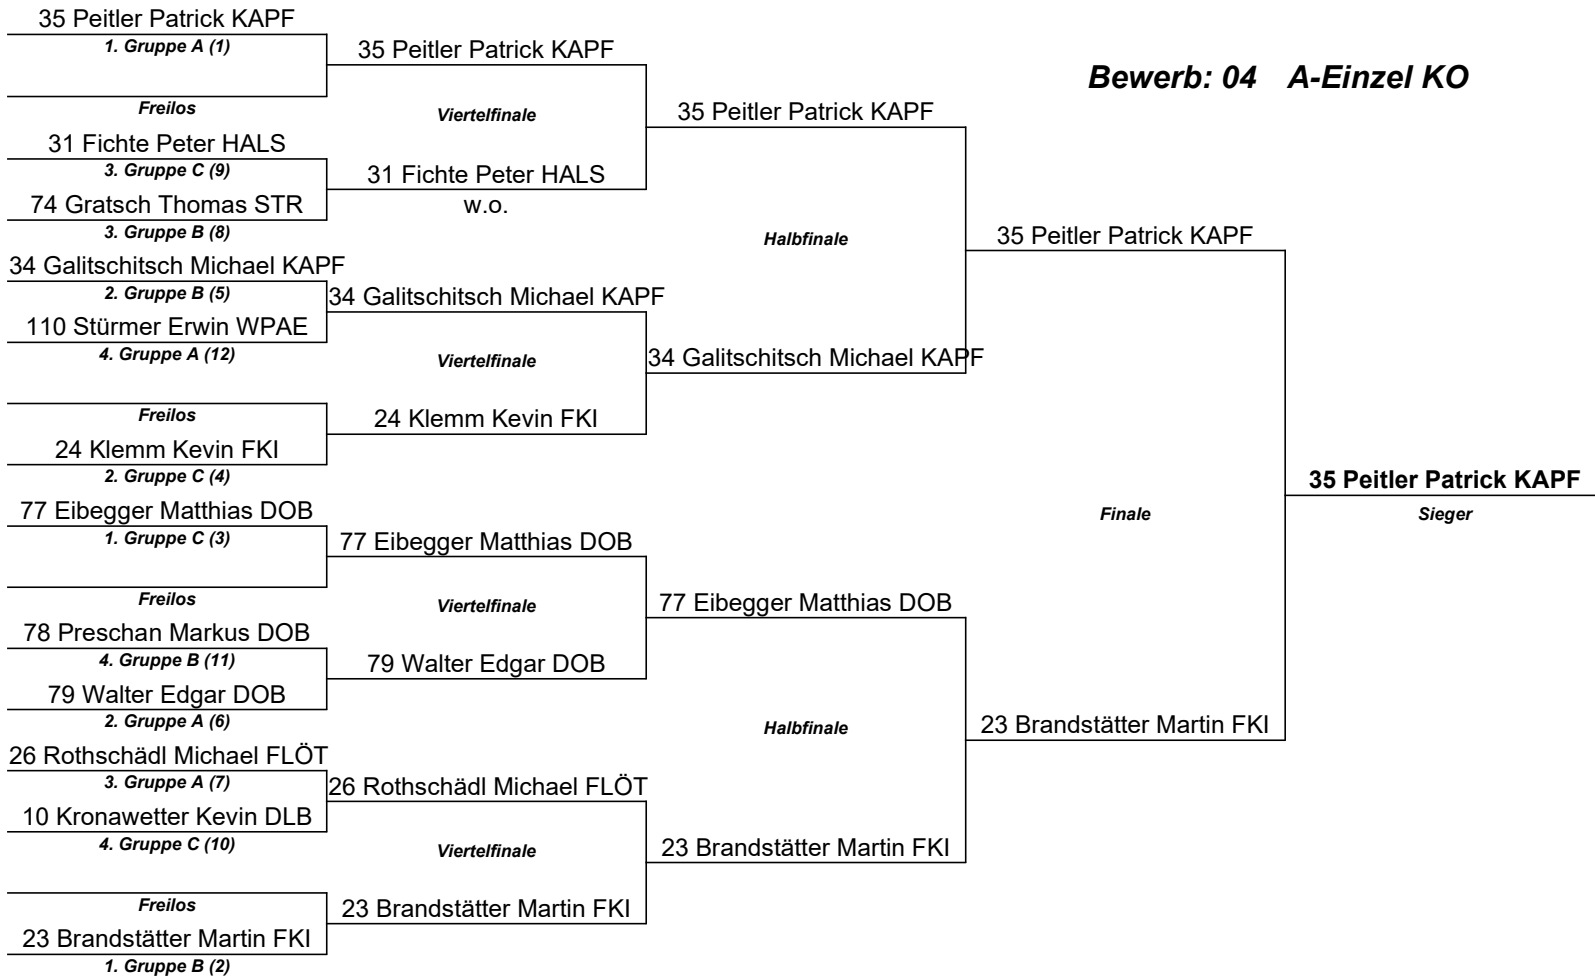 Bewerb: 04 A-Einzel KO
35 Peitler Patrick KAPF
1. Gruppe A (1)
Freilos
31 Fichte Peter HALS
3. Gruppe C (9)
74 Gratsch Thomas STR
3. Gruppe B (8)
34 Galitschitsch Michael KAPF
2. Gruppe B (5)
110 Stürmer Erwin WPAE
4. Gruppe A (12)
Freilos
24 Klemm Kevin FKI
2. Gruppe C (4)
77 Eibegger Matthias DOB
1. Gruppe C (3)
Freilos
78 Preschan Markus DOB
4. Gruppe B (11)
79 Walter Edgar DOB
2. Gruppe A (6)
26 Rothschädl Michael FLÖT
3. Gruppe A (7)
10 Kronawetter Kevin DLB
4. Gruppe C (10)
Freilos
23 Brandstätter Martin FKI
1. Gruppe B (2)
35 Peitler Patrick KAPF
Viertelfinale
31 Fichte Peter HALS
w.o.
34 Galitschitsch Michael KAPF
Viertelfinale
24 Klemm Kevin FKI
77 Eibegger Matthias DOB
Viertelfinale
79 Walter Edgar DOB
26 Rothschädl Michael FLÖT
Viertelfinale
23 Brandstätter Martin FKI
35 Peitler Patrick KAPF
Halbfinale
34 Galitschitsch Michael KAPF
77 Eibegger Matthias DOB
Halbfinale
23 Brandstätter Martin FKI
35 Peitler Patrick KAPF
Finale
23 Brandstätter Martin FKI
35 Peitler Patrick KAPF
Sieger